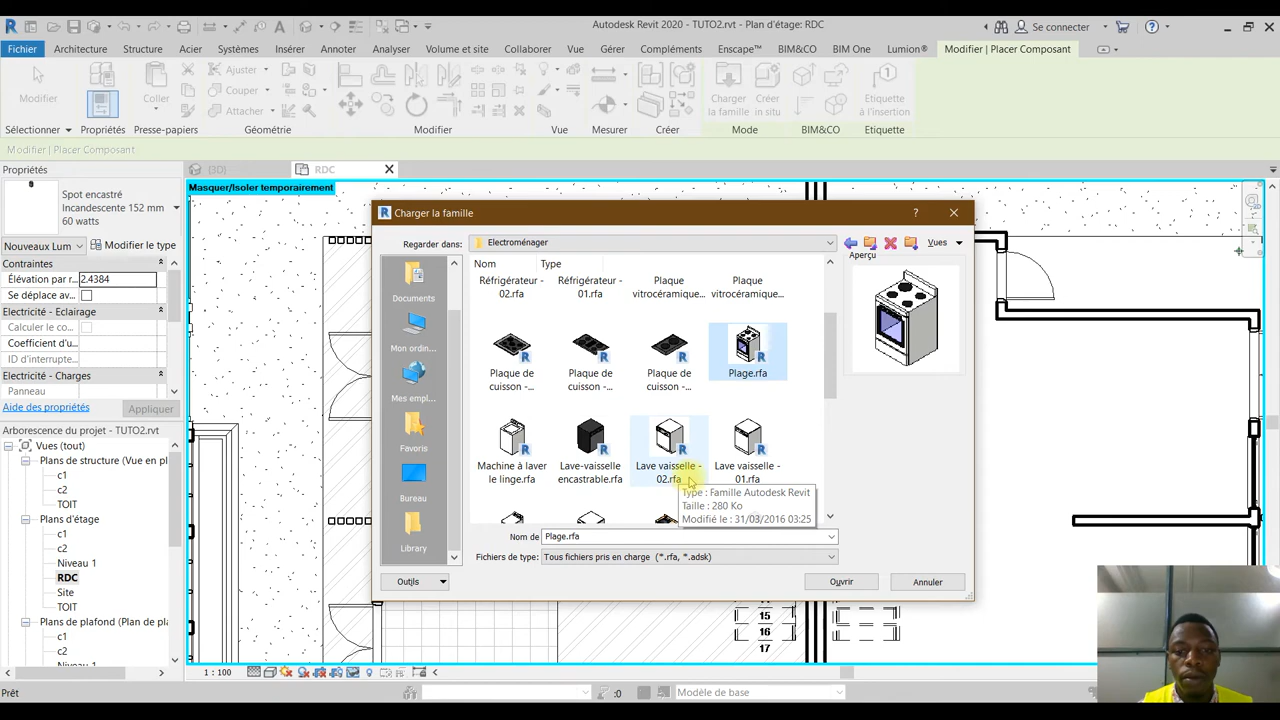 Autodesk Revit 2020 - TUTO2.rvt - Plan d'étage: RDC
Se connecter
Fichier Architecture Structure Acier Systèmes Insérer Annoter Analyser Volume et site Collaborer Vue Gérer Compléments Enscape™ BIM&CO BIM One Lumion® Modifier | Placer Composant
Modifier
Coller
Ajuster
Couper
Attacher
Charger la famille
Créer in situ
Etiquette à l'insertion
Sélectionner Propriétés Presse-papiers Géométrie Modifier Vue Mesurer Créer Mode BIM&CO Etiquette
Modifier | Placer Composant
Propriétés
{3D}
RDC
Spot encastré
Incandescente 152 mm
60 watts
Nouveaux Lum
Modifier le type
Contraintes
Élévation par r... 2.4384
Se déplace av...
Electricité - Eclairage
Calculer le co...
Coefficient d'u...
ID d'interrupte...
Electricité - Charges
Panneau
Aide des propriétés
Appliquer
Arborescence du projet - TUTO2.rvt
Vues (tout)
Plans de structure (Vue en pl
c1
c2
TOIT
Plans d'étage
c1
c2
Niveau 1
RDC
Site
TOIT
Plans de plafond (Plan de pla
c1
c2
Niveau 1
Masquer/Isoler temporairement
Charger la famille
Regarder dans: Electroménager
Vues
Documents
Mon ordin...
Mes empl...
Favoris
Bureau
Library
Nom Type
Réfrigérateur - 02.rfa
Réfrigérateur - 01.rfa
Plaque vitrocéramique...
Plaque vitrocéramique...
Plaque de cuisson -...
Plaque de cuisson -...
Plaque de cuisson -...
Plage.rfa
Machine à laver le linge.rfa
Lave-vaisselle encastrable.rfa
Lave vaisselle - 02.rfa
Lave vaisselle - 01.rfa
Type : Famille Autodesk Revit
Taille : 280 Ko
Modifié le : 31/03/2016 03:25
Aperçu
Nom de Plage.rfa
Fichiers de type: Tous fichiers pris en charge (*.rfa, *.adsk)
Outils
Ouvrir
Annuler
15
16
17
1 : 100
Prêt
:0
Modèle de base